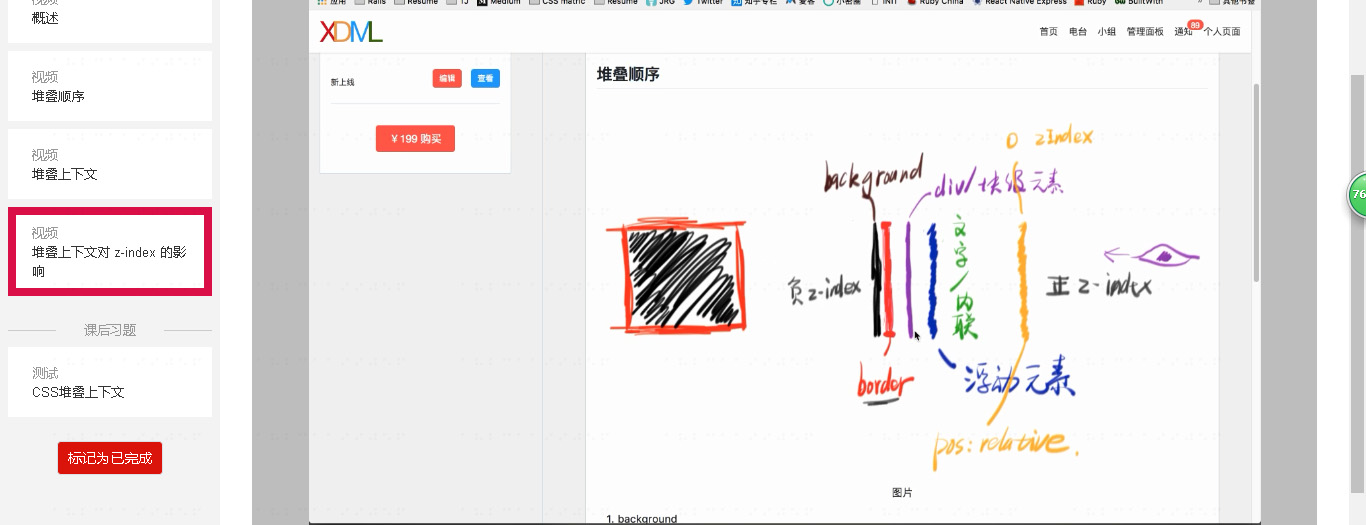 视频
概述
视频
堆叠顺序
视频
堆叠上下文
视频
堆叠上下文对 z-index 的影
响
课后习题
测试
CSS堆叠上下文
标记为已完成
应用 Rails Resume TJ Medium CSS matric Resume JRG Twitter 知乎专栏 爱客 小密圈 INIT Ruby China React Native Express Ruby BuiltWith » 其他书签
XDML
首页 电台 小组 管理面板 通知 89 个人页面
新上线 编辑 查看
¥199 购买
堆叠顺序
0 zIndex
background
div/块级元素
文字/内联
负z-index
正 z-index
border
浮动元素
pos: relative.
图片
1. background
76